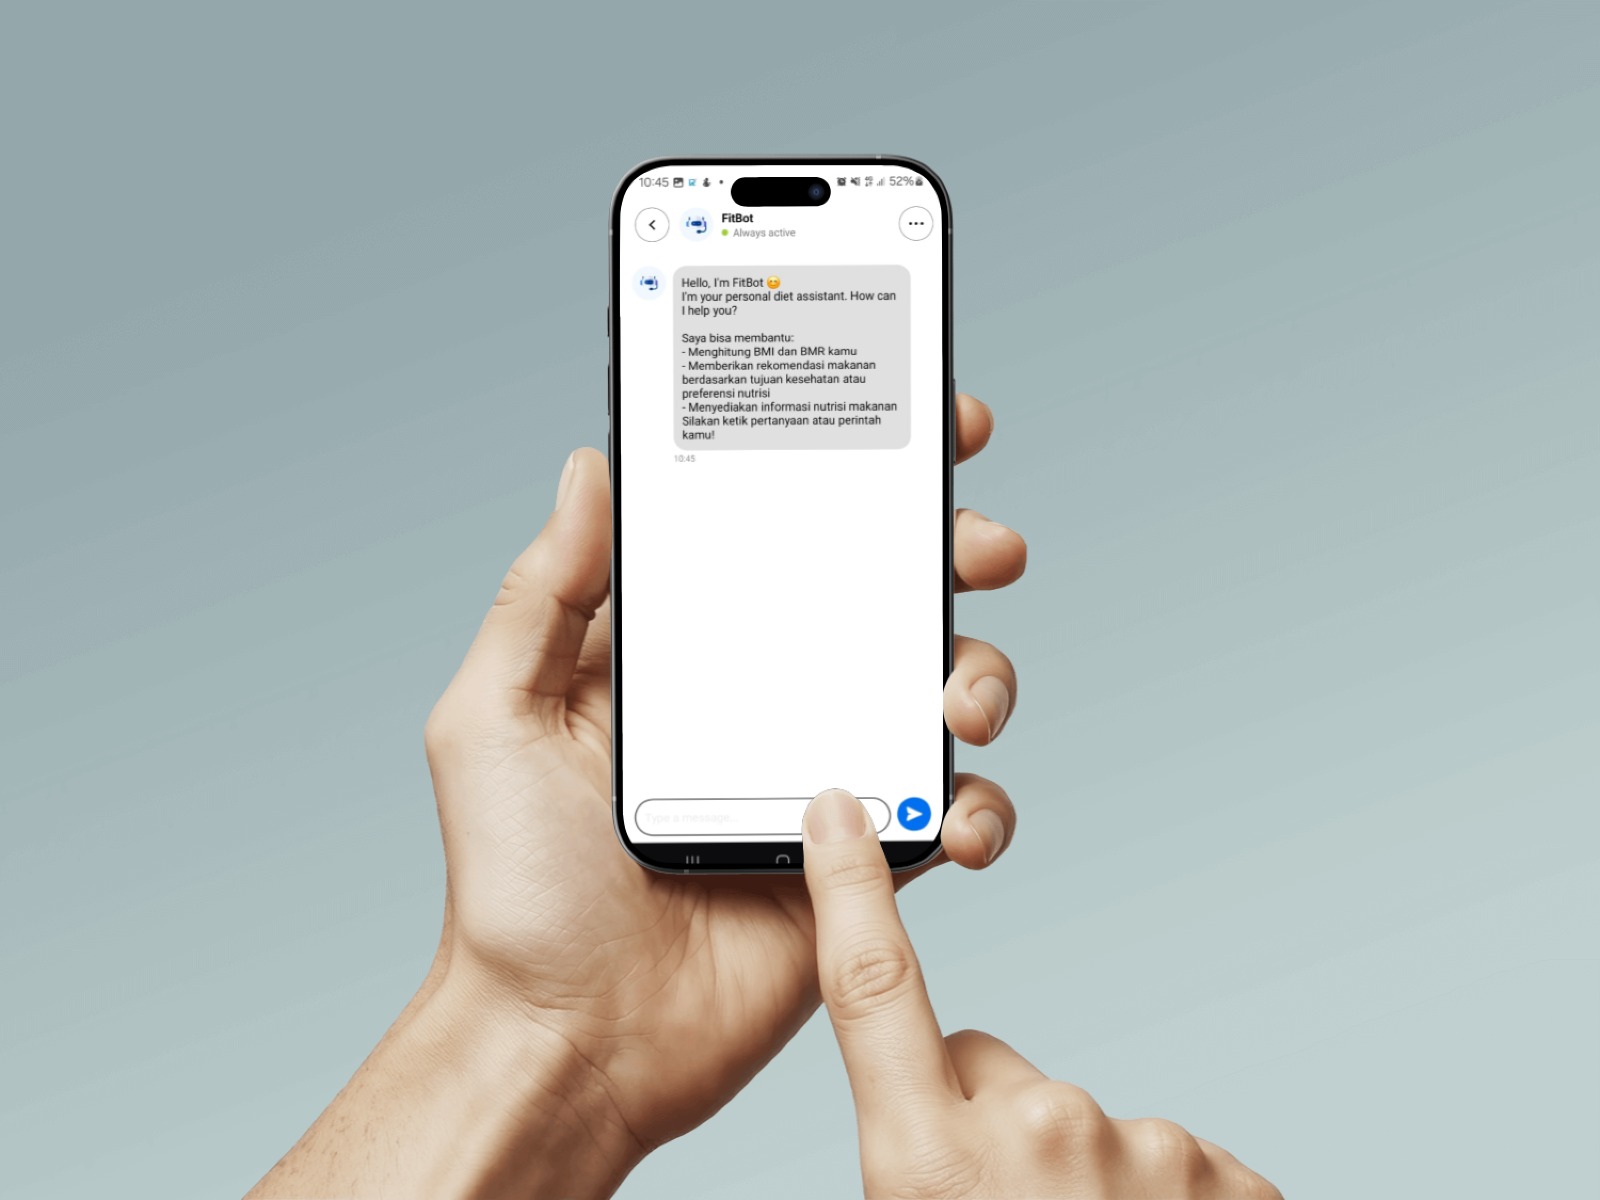 10:45 52%
FitBot
Always active
Hello, I'm FitBot 😊
I'm your personal diet assistant. How can
I help you?
Saya bisa membantu:
- Menghitung BMI dan BMR kamu
- Memberikan rekomendasi makanan
berdasarkan tujuan kesehatan atau
preferensi nutrisi
- Menyediakan informasi nutrisi makanan
Silakan ketik pertanyaan atau perintah
kamu!
10:45
Type a message...